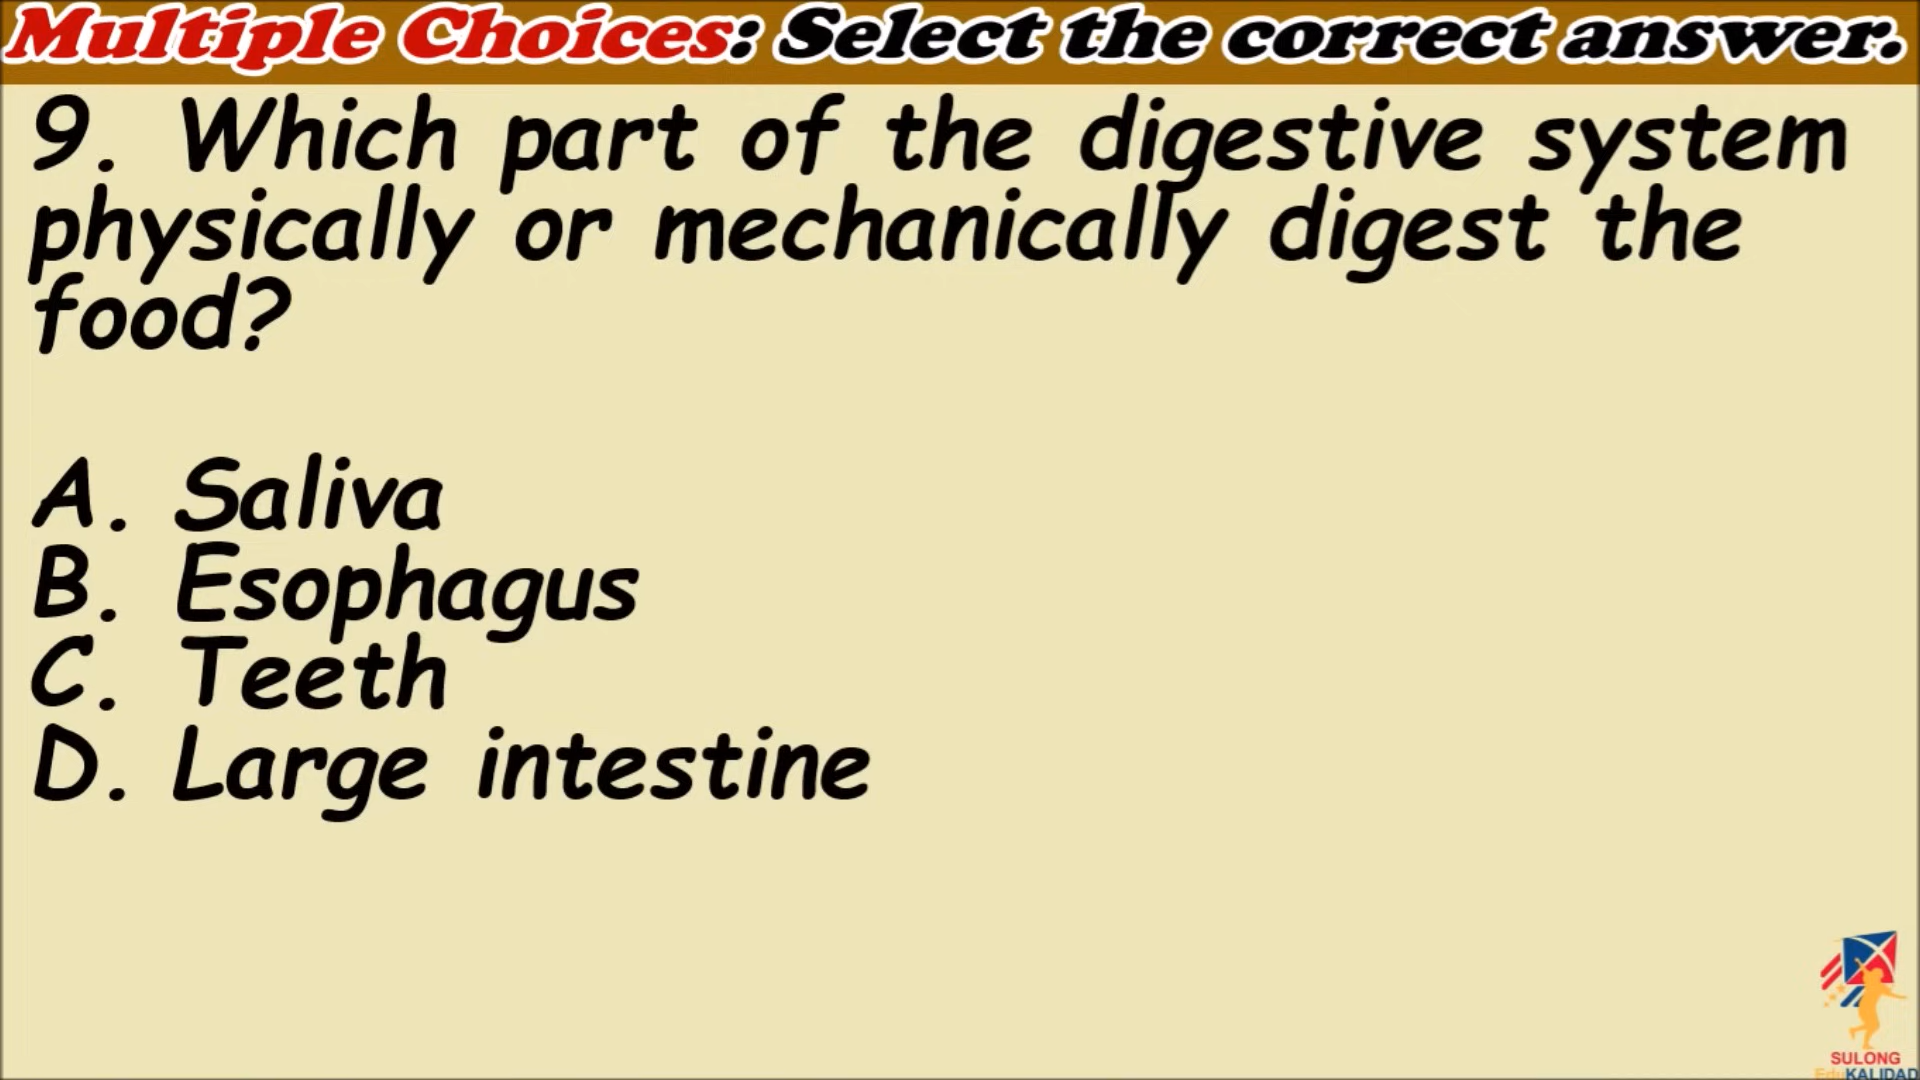 Multiple Choices: Select the correct answer.
9. Which part of the digestive system
physically or mechanically digest the
food?
A. Saliva
B. Esophagus
C. Teeth
D. Large intestine
SULONG
EduKALIDAD